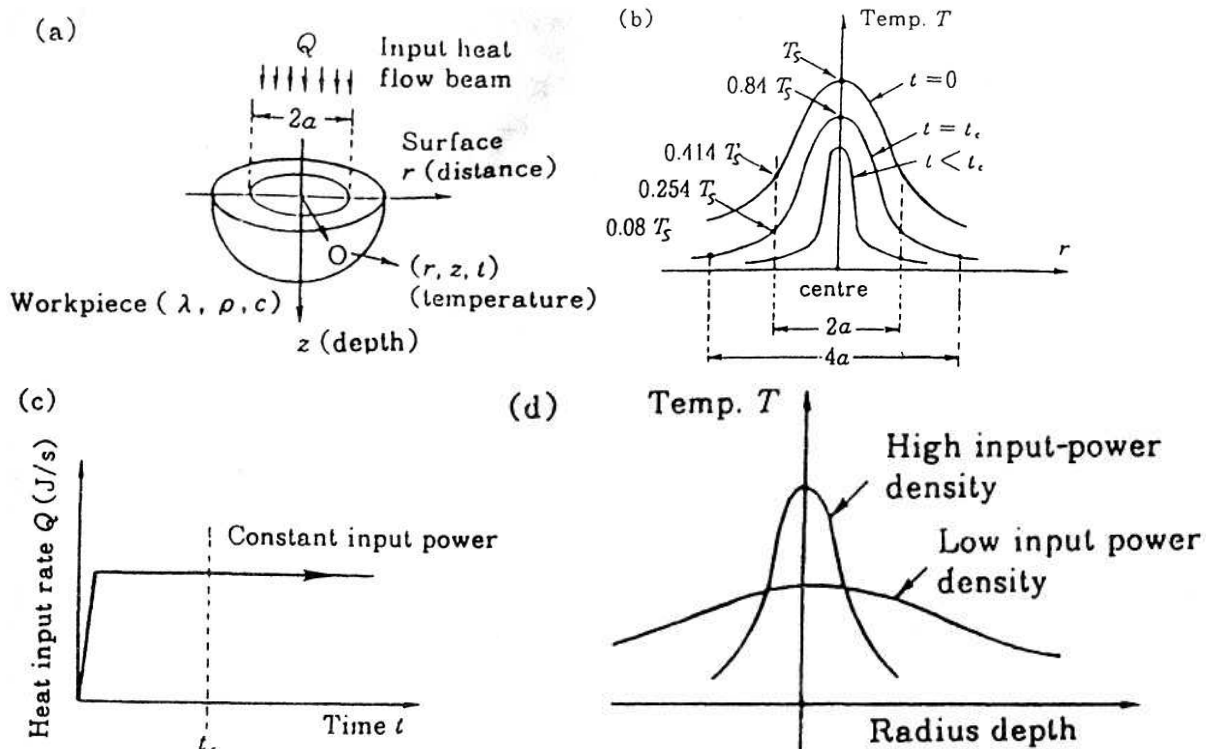 (a)
Q
Input heat
flow beam
2a
Surface
r (distance)
O
(r, z, t)
(temperature)
Workpiece (λ, ρ, c)
z (depth)
(b)
Temp. T
T_S
0.84 T_S
t = 0
t = t_c
t < t_c
0.414 T_S
0.254 T_S
0.08 T_S
r
centre
2a
4a
(c)
Heat input rate Q (J/s)
Constant input power
Time t
t_c
(d)
Temp. T
High input-power
density
Low input power
density
Radius depth